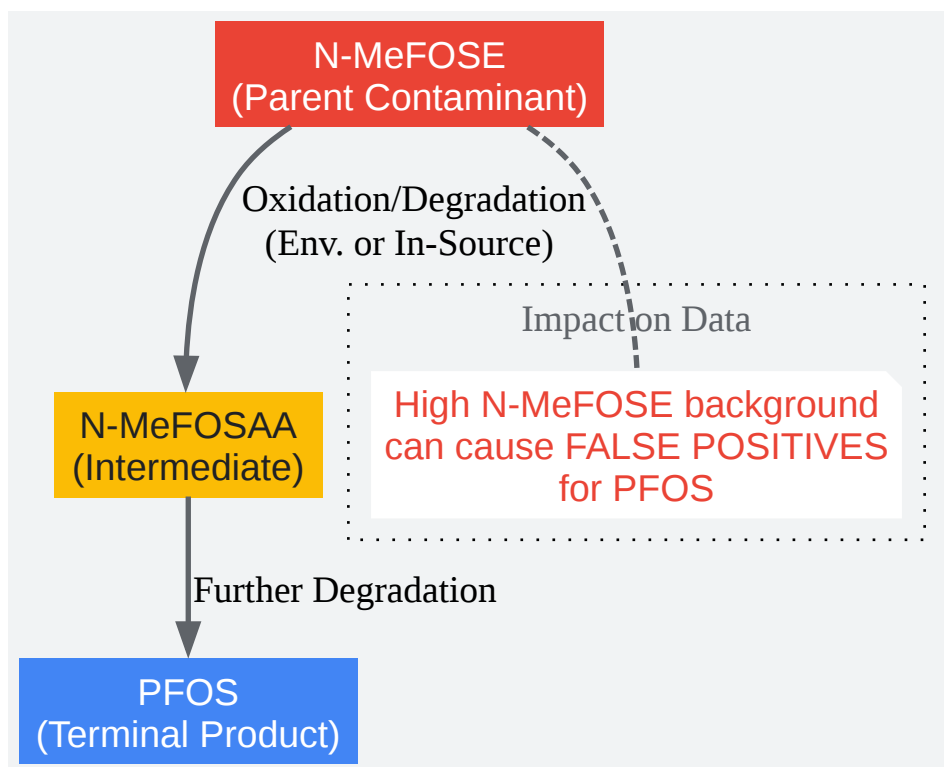 N-MeFOSE
(Parent Contaminant)
Oxidation/Degradation
(Env. or In-Source)
Impact on Data
N-MeFOSAA
(Intermediate)
High N-MeFOSE background
can cause FALSE POSITIVES
for PFOS
Further Degradation
PFOS
(Terminal Product)